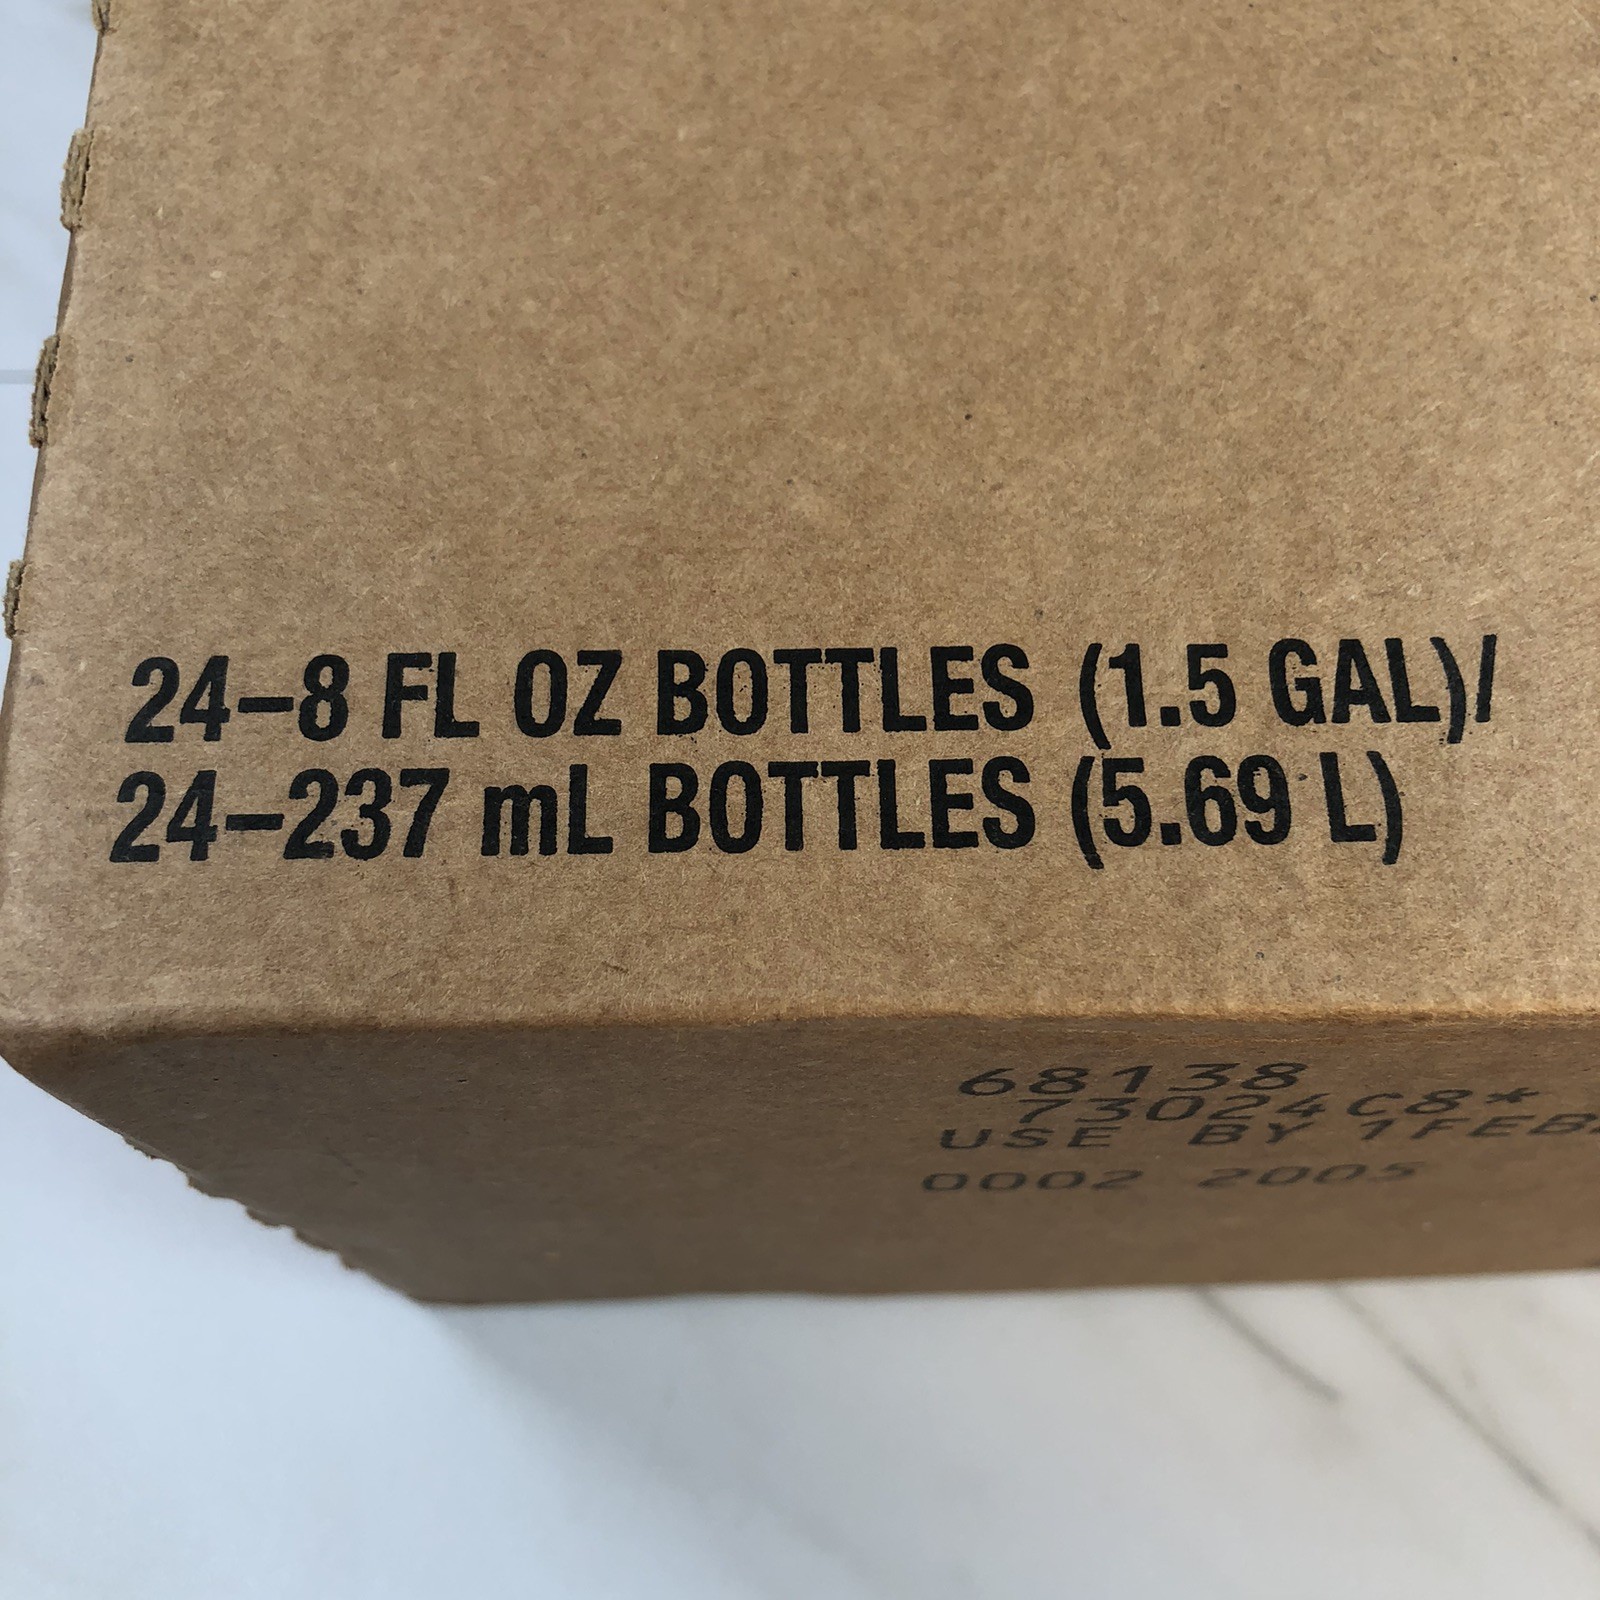 24–8 FL OZ BOTTLES (1.5 GAL)/
24–237 mL BOTTLES (5.69 L)
68138
73024C8*
USE BY 1FEB
0002 2005